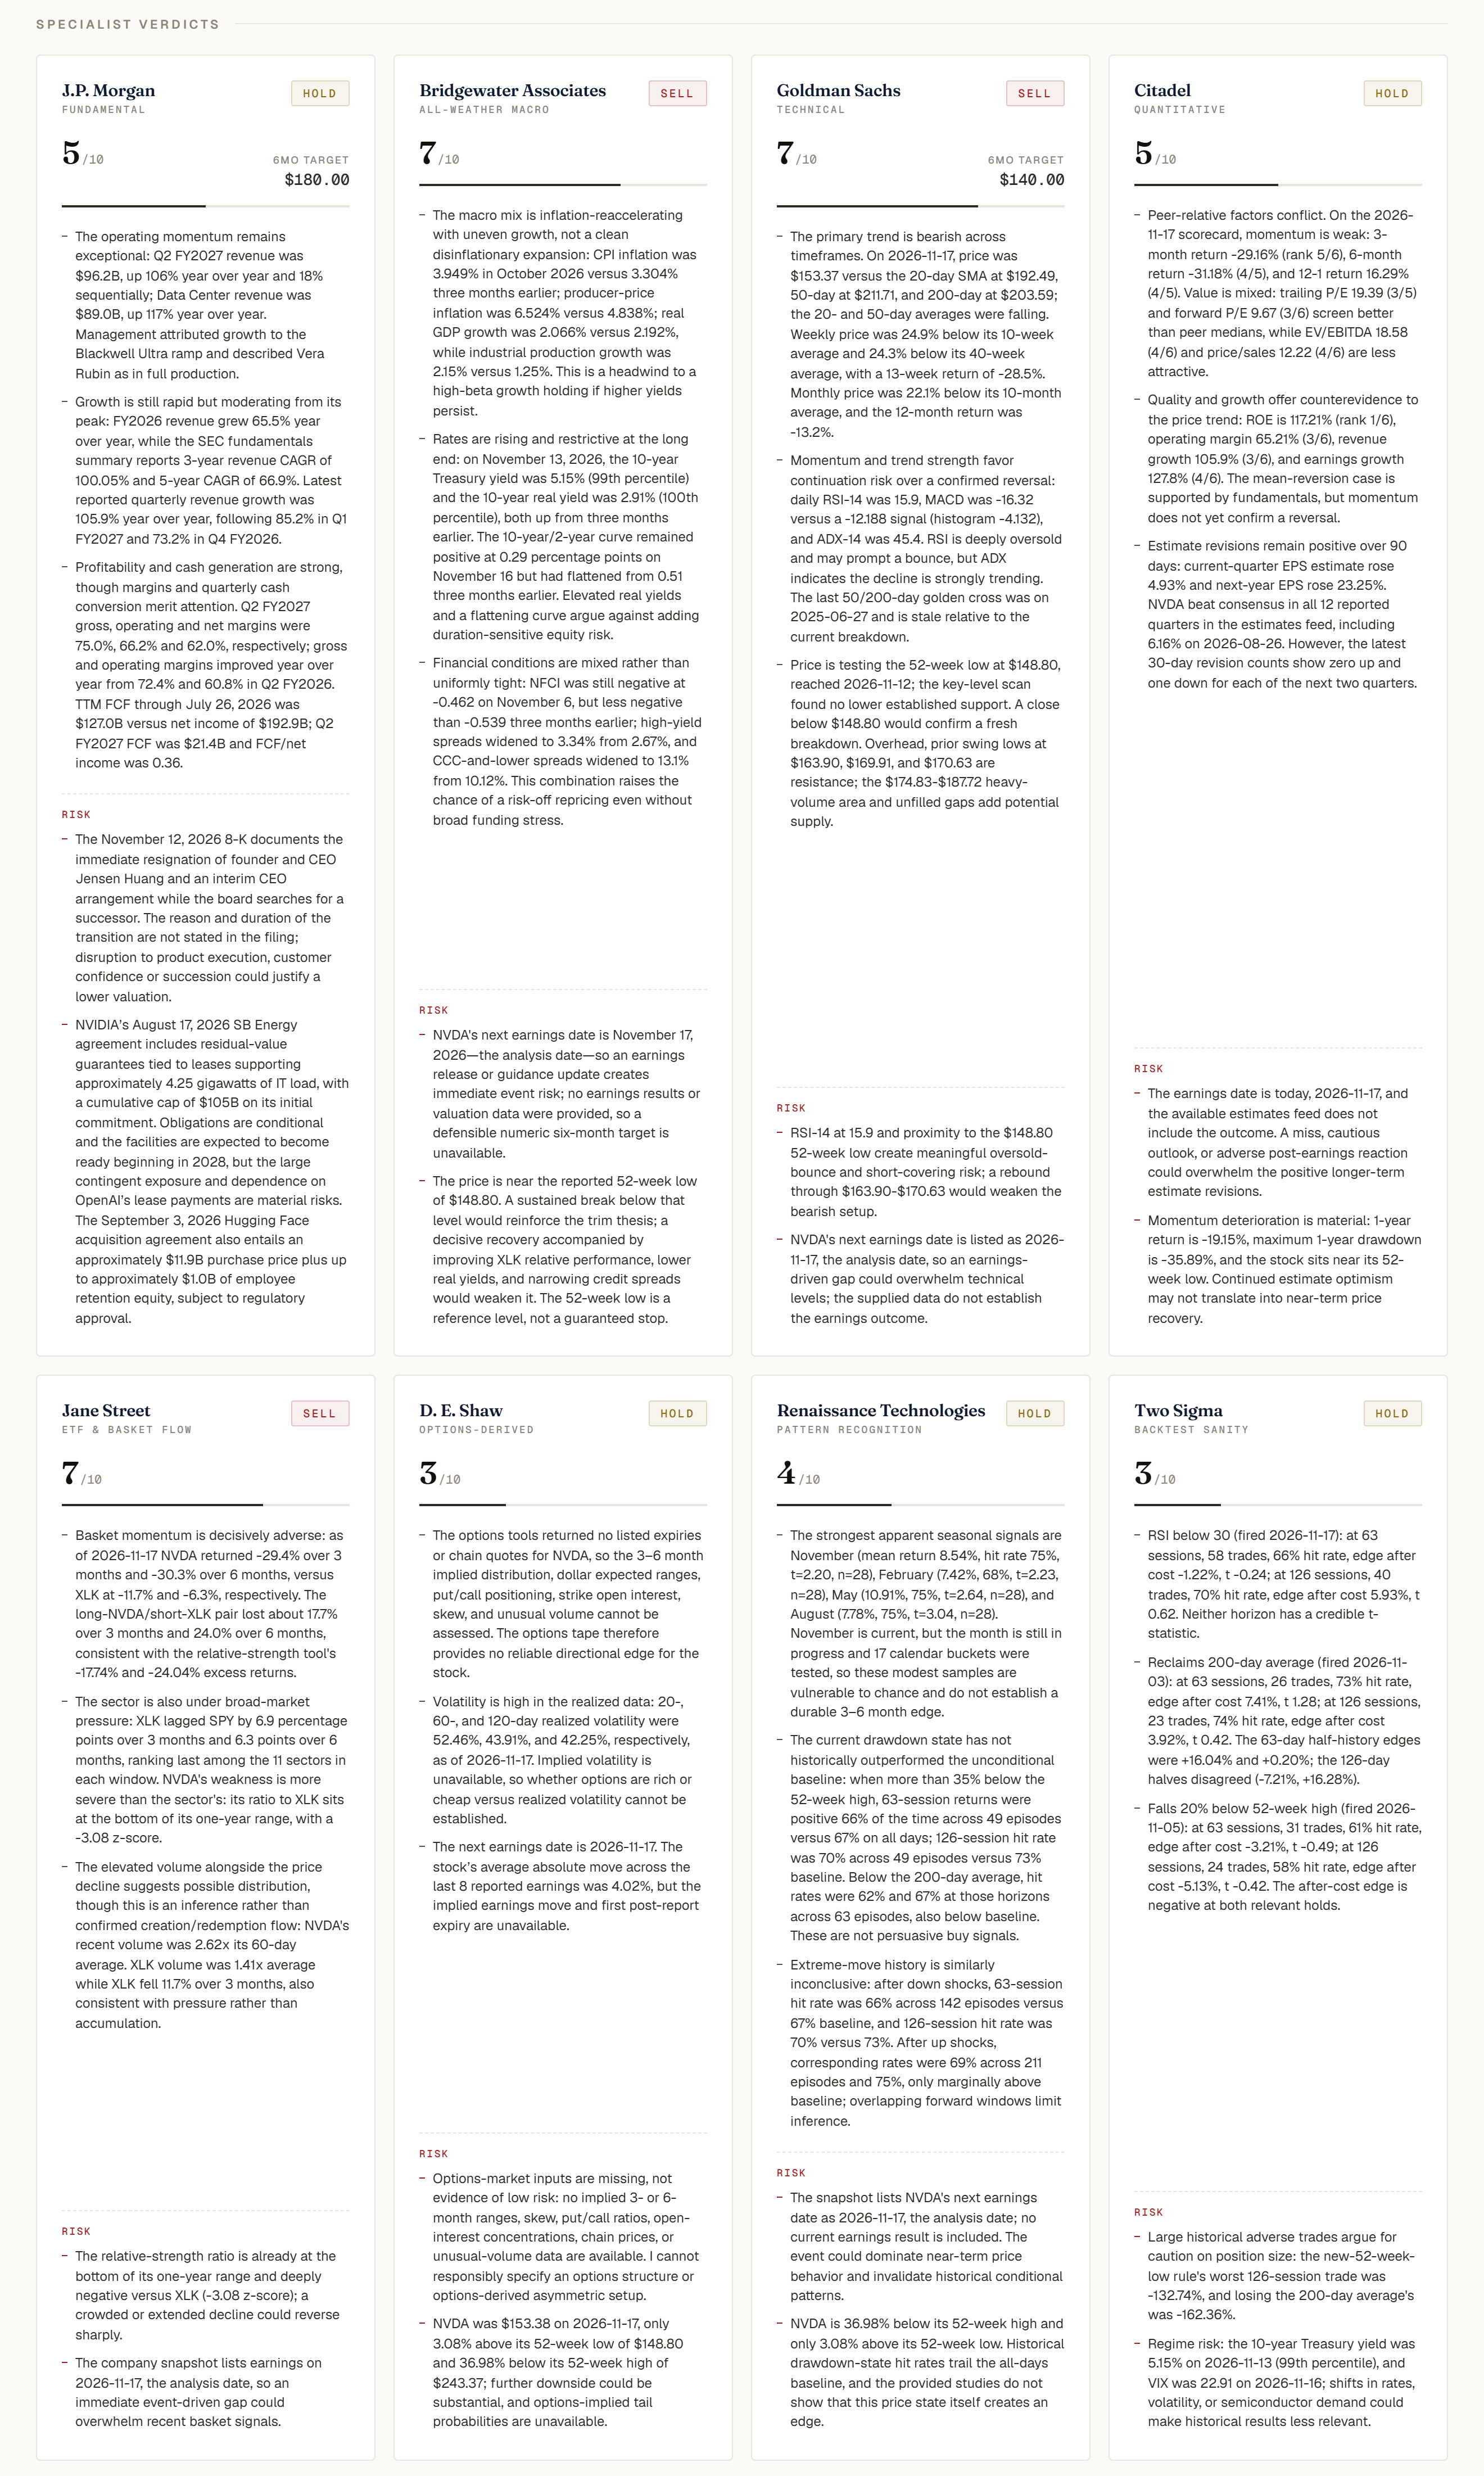 SPECIALIST VERDICTS
J.P. Morgan
HOLD
FUNDAMENTAL
5/10
6MO TARGET
$180.00
– The operating momentum remains
exceptional: Q2 FY2027 revenue was
$96.2B, up 106% year over year and 18%
sequentially; Data Center revenue was
$89.0B, up 117% year over year.
Management attributed growth to the
Blackwell Ultra ramp and described Vera
Rubin as in full production.
– Growth is still rapid but moderating from its
peak: FY2026 revenue grew 65.5% year
over year, while the SEC fundamentals
summary reports 3-year revenue CAGR of
100.05% and 5-year CAGR of 66.9%. Latest
reported quarterly revenue growth was
105.9% year over year, following 85.2% in Q1
FY2027 and 73.2% in Q4 FY2026.
– Profitability and cash generation are strong,
though margins and quarterly cash
conversion merit attention. Q2 FY2027
gross, operating and net margins were
75.0%, 66.2% and 62.0%, respectively; gross
and operating margins improved year over
year from 72.4% and 60.8% in Q2 FY2026.
TTM FCF through July 26, 2026 was
$127.0B versus net income of $192.9B; Q2
FY2027 FCF was $21.4B and FCF/net
income was 0.36.
RISK
– The November 12, 2026 8-K documents the
immediate resignation of founder and CEO
Jensen Huang and an interim CEO
arrangement while the board searches for a
successor. The reason and duration of the
transition are not stated in the filing;
disruption to product execution, customer
confidence or succession could justify a
lower valuation.
– NVIDIA's August 17, 2026 SB Energy
agreement includes residual-value
guarantees tied to leases supporting
approximately 4.25 gigawatts of IT load, with
a cumulative cap of $105B on its initial
commitment. Obligations are conditional
and the facilities are expected to become
ready beginning in 2028, but the large
contingent exposure and dependence on
OpenAI's lease payments are material risks.
The September 3, 2026 Hugging Face
acquisition agreement also entails an
approximately $11.9B purchase price plus up
to approximately $1.0B of employee
retention equity, subject to regulatory
approval.
Bridgewater Associates
SELL
ALL-WEATHER MACRO
7/10
– The macro mix is inflation-reaccelerating
with uneven growth, not a clean
disinflationary expansion: CPI inflation was
3.949% in October 2026 versus 3.304%
three months earlier; producer-price
inflation was 6.524% versus 4.838%; real
GDP growth was 2.066% versus 2.192%,
while industrial production growth was
2.15% versus 1.25%. This is a headwind to a
high-beta growth holding if higher yields
persist.
– Rates are rising and restrictive at the long
end: on November 13, 2026, the 10-year
Treasury yield was 5.15% (99th percentile)
and the 10-year real yield was 2.91% (100th
percentile), both up from three months
earlier. The 10-year/2-year curve remained
positive at 0.29 percentage points on
November 16 but had flattened from 0.51
three months earlier. Elevated real yields
and a flattening curve argue against adding
duration-sensitive equity risk.
– Financial conditions are mixed rather than
uniformly tight: NFCI was still negative at
-0.462 on November 6, but less negative
than -0.539 three months earlier; high-yield
spreads widened to 3.34% from 2.67%, and
CCC-and-lower spreads widened to 13.1%
from 10.12%. This combination raises the
chance of a risk-off repricing even without
broad funding stress.
RISK
– NVDA's next earnings date is November 17,
2026—the analysis date—so an earnings
release or guidance update creates
immediate event risk; no earnings results or
valuation data were provided, so a
defensible numeric six-month target is
unavailable.
– The price is near the reported 52-week low
of $148.80. A sustained break below that
level would reinforce the trim thesis; a
decisive recovery accompanied by
improving XLK relative performance, lower
real yields, and narrowing credit spreads
would weaken it. The 52-week low is a
reference level, not a guaranteed stop.
Goldman Sachs
SELL
TECHNICAL
7/10
6MO TARGET
$140.00
– The primary trend is bearish across
timeframes. On 2026-11-17, price was
$153.37 versus the 20-day SMA at $192.49,
50-day at $211.71, and 200-day at $203.59;
the 20- and 50-day averages were falling.
Weekly price was 24.9% below its 10-week
average and 24.3% below its 40-week
average, with a 13-week return of -28.5%.
Monthly price was 22.1% below its 10-month
average, and the 12-month return was
-13.2%.
– Momentum and trend strength favor
continuation risk over a confirmed reversal:
daily RSI-14 was 15.9, MACD was -16.32
versus a -12.188 signal (histogram -4.132),
and ADX-14 was 45.4. RSI is deeply oversold
and may prompt a bounce, but ADX
indicates the decline is strongly trending.
The last 50/200-day golden cross was on
2025-06-27 and is stale relative to the
current breakdown.
– Price is testing the 52-week low at $148.80,
reached 2026-11-12; the key-level scan
found no lower established support. A close
below $148.80 would confirm a fresh
breakdown. Overhead, prior swing lows at
$163.90, $169.91, and $170.63 are
resistance; the $174.83-$187.72 heavy-
volume area and unfilled gaps add potential
supply.
RISK
– RSI-14 at 15.9 and proximity to the $148.80
52-week low create meaningful oversold-
bounce and short-covering risk; a rebound
through $163.90-$170.63 would weaken the
bearish setup.
– NVDA's next earnings date is listed as 2026-
11-17, the analysis date, so an earnings-
driven gap could overwhelm technical
levels; the supplied data do not establish
the earnings outcome.
Citadel
HOLD
QUANTITATIVE
5/10
– Peer-relative factors conflict. On the 2026-
11-17 scorecard, momentum is weak: 3-
month return -29.16% (rank 5/6), 6-month
return -31.18% (4/5), and 12-1 return 16.29%
(4/5). Value is mixed: trailing P/E 19.39 (3/5)
and forward P/E 9.67 (3/6) screen better
than peer medians, while EV/EBITDA 18.58
(4/6) and price/sales 12.22 (4/6) are less
attractive.
– Quality and growth offer counterevidence to
the price trend: ROE is 117.21% (rank 1/6),
operating margin 65.21% (3/6), revenue
growth 105.9% (3/6), and earnings growth
127.8% (4/6). The mean-reversion case is
supported by fundamentals, but momentum
does not yet confirm a reversal.
– Estimate revisions remain positive over 90
days: current-quarter EPS estimate rose
4.93% and next-year EPS rose 23.25%.
NVDA beat consensus in all 12 reported
quarters in the estimates feed, including
6.16% on 2026-08-26. However, the latest
30-day revision counts show zero up and
one down for each of the next two quarters.
RISK
– The earnings date is today, 2026-11-17, and
the available estimates feed does not
include the outcome. A miss, cautious
outlook, or adverse post-earnings reaction
could overwhelm the positive longer-term
estimate revisions.
– Momentum deterioration is material: 1-year
return is -19.15%, maximum 1-year drawdown
is -35.89%, and the stock sits near its 52-
week low. Continued estimate optimism
may not translate into near-term price
recovery.
Jane Street
SELL
ETF & BASKET FLOW
7/10
– Basket momentum is decisively adverse: as
of 2026-11-17 NVDA returned -29.4% over 3
months and -30.3% over 6 months, versus
XLK at -11.7% and -6.3%, respectively. The
long-NVDA/short-XLK pair lost about 17.7%
over 3 months and 24.0% over 6 months,
consistent with the relative-strength tool's
-17.74% and -24.04% excess returns.
– The sector is also under broad-market
pressure: XLK lagged SPY by 6.9 percentage
points over 3 months and 6.3 points over 6
months, ranking last among the 11 sectors in
each window. NVDA's weakness is more
severe than the sector's: its ratio to XLK sits
at the bottom of its one-year range, with a
-3.08 z-score.
– The elevated volume alongside the price
decline suggests possible distribution,
though this is an inference rather than
confirmed creation/redemption flow: NVDA's
recent volume was 2.62x its 60-day
average. XLK volume was 1.41x average
while XLK fell 11.7% over 3 months, also
consistent with pressure rather than
accumulation.
RISK
– The relative-strength ratio is already at the
bottom of its one-year range and deeply
negative versus XLK (-3.08 z-score); a
crowded or extended decline could reverse
sharply.
– The company snapshot lists earnings on
2026-11-17, the analysis date, so an
immediate event-driven gap could
overwhelm recent basket signals.
D. E. Shaw
HOLD
OPTIONS-DERIVED
3/10
– The options tools returned no listed expiries
or chain quotes for NVDA, so the 3–6 month
implied distribution, dollar expected ranges,
put/call positioning, strike open interest,
skew, and unusual volume cannot be
assessed. The options tape therefore
provides no reliable directional edge for the
stock.
– Volatility is high in the realized data: 20-,
60-, and 120-day realized volatility were
52.46%, 43.91%, and 42.25%, respectively,
as of 2026-11-17. Implied volatility is
unavailable, so whether options are rich or
cheap versus realized volatility cannot be
established.
– The next earnings date is 2026-11-17. The
stock's average absolute move across the
last 8 reported earnings was 4.02%, but the
implied earnings move and first post-report
expiry are unavailable.
RISK
– Options-market inputs are missing, not
evidence of low risk: no implied 3- or 6-
month ranges, skew, put/call ratios, open-
interest concentrations, chain prices, or
unusual-volume data are available. I cannot
responsibly specify an options structure or
options-derived asymmetric setup.
– NVDA was $153.38 on 2026-11-17, only
3.08% above its 52-week low of $148.80
and 36.98% below its 52-week high of
$243.37; further downside could be
substantial, and options-implied tail
probabilities are unavailable.
Renaissance Technologies
HOLD
PATTERN RECOGNITION
4/10
– The strongest apparent seasonal signals are
November (mean return 8.54%, hit rate 75%,
t=2.20, n=28), February (7.42%, 68%, t=2.23,
n=28), May (10.91%, 75%, t=2.64, n=28), and
August (7.78%, 75%, t=3.04, n=28).
November is current, but the month is still in
progress and 17 calendar buckets were
tested, so these modest samples are
vulnerable to chance and do not establish a
durable 3–6 month edge.
– The current drawdown state has not
historically outperformed the unconditional
baseline: when more than 35% below the
52-week high, 63-session returns were
positive 66% of the time across 49 episodes
versus 67% on all days; 126-session hit rate
was 70% across 49 episodes versus 73%
baseline. Below the 200-day average, hit
rates were 62% and 67% at those horizons
across 63 episodes, also below baseline.
These are not persuasive buy signals.
– Extreme-move history is similarly
inconclusive: after down shocks, 63-session
hit rate was 66% across 142 episodes versus
67% baseline, and 126-session hit rate was
70% versus 73%. After up shocks,
corresponding rates were 69% across 211
episodes and 75%, only marginally above
baseline; overlapping forward windows limit
inference.
RISK
– The snapshot lists NVDA's next earnings
date as 2026-11-17, the analysis date; no
current earnings result is included. The
event could dominate near-term price
behavior and invalidate historical conditional
patterns.
– NVDA is 36.98% below its 52-week high and
only 3.08% above its 52-week low. Historical
drawdown-state hit rates trail the all-days
baseline, and the provided studies do not
show that this price state itself creates an
edge.
Two Sigma
HOLD
BACKTEST SANITY
3/10
– RSI below 30 (fired 2026-11-17): at 63
sessions, 58 trades, 66% hit rate, edge after
cost -1.22%, t -0.24; at 126 sessions, 40
trades, 70% hit rate, edge after cost 5.93%, t
0.62. Neither horizon has a credible t-
statistic.
– Reclaims 200-day average (fired 2026-11-
03): at 63 sessions, 26 trades, 73% hit rate,
edge after cost 7.41%, t 1.28; at 126 sessions,
23 trades, 74% hit rate, edge after cost
3.92%, t 0.42. The 63-day half-history edges
were +16.04% and +0.20%; the 126-day
halves disagreed (-7.21%, +16.28%).
– Falls 20% below 52-week high (fired 2026-
11-05): at 63 sessions, 31 trades, 61% hit rate,
edge after cost -3.21%, t -0.49; at 126
sessions, 24 trades, 58% hit rate, edge after
cost -5.13%, t -0.42. The after-cost edge is
negative at both relevant holds.
RISK
– Large historical adverse trades argue for
caution on position size: the new-52-week-
low rule's worst 126-session trade was
-132.74%, and losing the 200-day average's
was -162.36%.
– Regime risk: the 10-year Treasury yield was
5.15% on 2026-11-13 (99th percentile), and
VIX was 22.91 on 2026-11-16; shifts in rates,
volatility, or semiconductor demand could
make historical results less relevant.